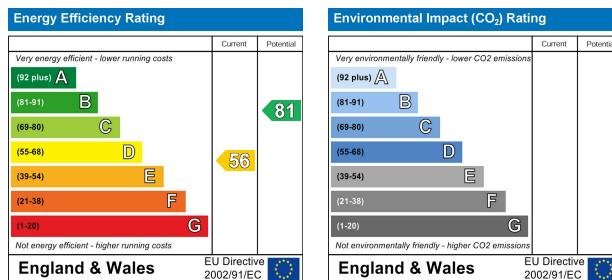 Energy Efficiency Rating
Current Potential
Very energy efficient - lower running costs
(92 plus) A
(81-91) B
81
(69-80) C
(55-68) D
56
(39-54) E
(21-38) F
(1-20) G
Not energy efficient - higher running costs
England & Wales
EU Directive
2002/91/EC
Environmental Impact (CO₂) Rating
Current Potentia
Very environmentally friendly - lower CO2 emissions
(92 plus) A
(81-91) B
(69-80) C
(55-68) D
(39-54) E
(21-38) F
(1-20) G
Not environmentally friendly - higher CO2 emissions
England & Wales
EU Directive
2002/91/EC